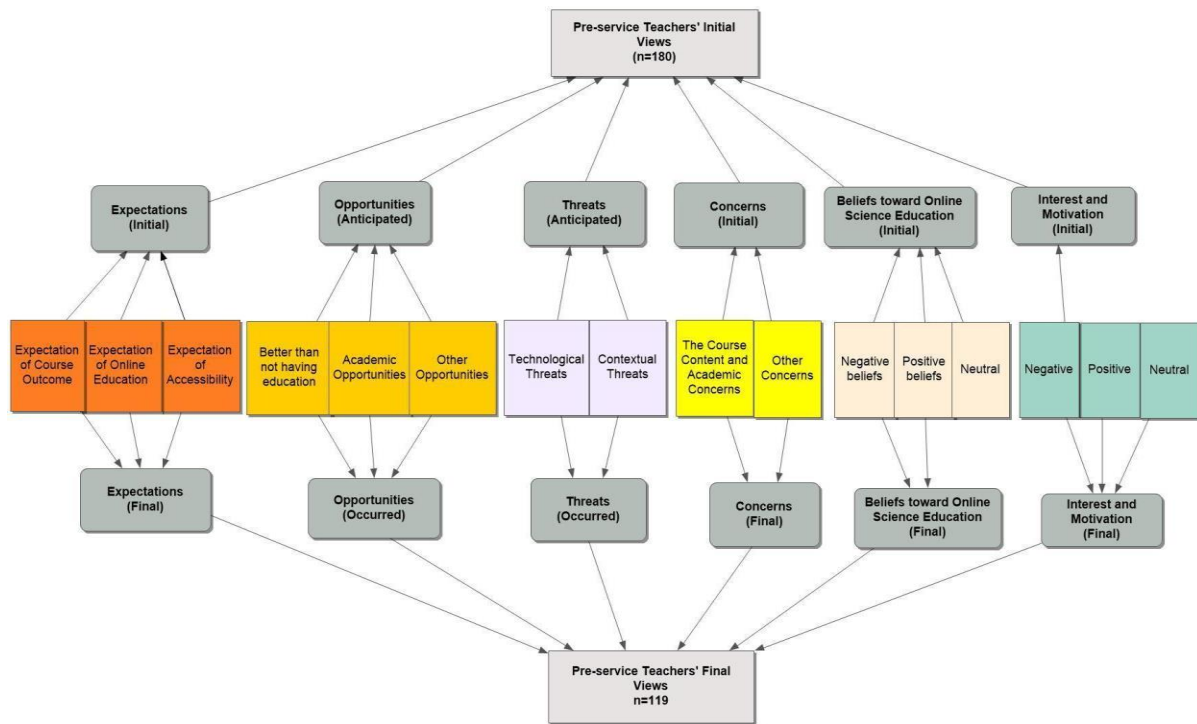 Pre-service Teachers' Initial
Views
(n=180)
Expectations
(Initial)
Opportunities
(Anticipated)
Threats
(Anticipated)
Concerns
(Initial)
Beliefs toward Online
Science Education
(Initial)
Interest and
Motivation
(Initial)
Expectation
of Course
Outcome
Expectation
of Online
Education
Expectation
of
Accessibility
Better than
not having
education
Academic
Opportunities
Other
Opportunities
Technological
Threats
Contextual
Threats
The Course
Content and
Academic
Concerns
Other
Concerns
Negative
beliefs
Positive
beliefs
Neutral
Negative
Positive
Neutral
Expectations
(Final)
Opportunities
(Occurred)
Threats
(Occurred)
Concerns
(Final)
Beliefs toward Online
Science Education
(Final)
Interest and
Motivation
(Final)
Pre-service Teachers' Final
Views
n=119